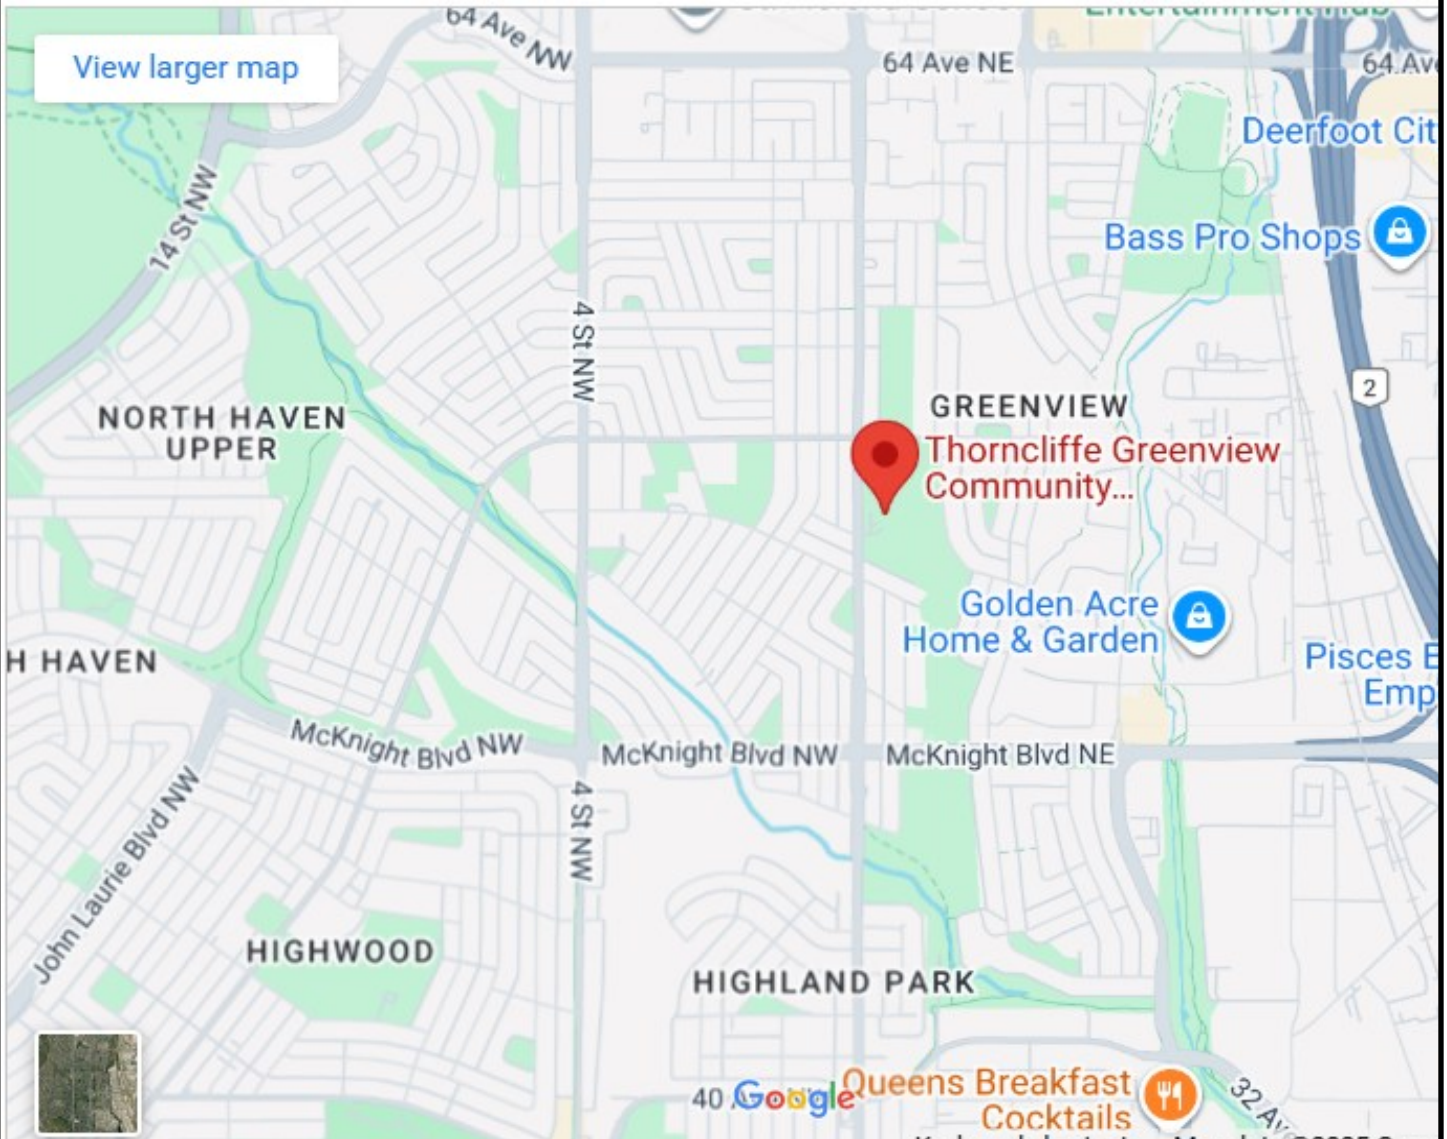 64 Ave NW
64 Ave NE
64 Ave
View larger map
Deerfoot Cit
14 St NW
Bass Pro Shops
4 St NW
2
NORTH HAVEN
UPPER
GREENVIEW
Thorncliffe Greenview
Community...
Golden Acre
Home & Garden
H HAVEN
Pisces E
Emp
McKnight Blvd NW
McKnight Blvd NW
McKnight Blvd NE
John Laurie Blvd NW
4 St NW
HIGHWOOD
HIGHLAND PARK
40
Google
Queens Breakfast
Cocktails
32 Av